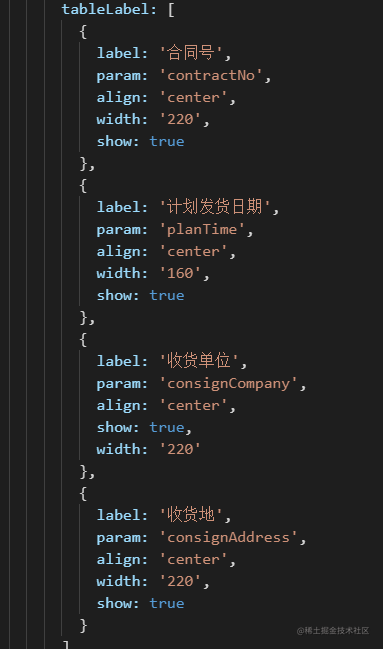 tableLabel: [
{
label: '合同号',
param: 'contractNo',
align: 'center',
width: '220',
show: true
},
{
label: '计划发货日期',
param: 'planTime',
align: 'center',
width: '160',
show: true
},
{
label: '收货单位',
param: 'consignCompany',
align: 'center',
show: true,
width: '220'
},
{
label: '收货地',
param: 'consignAddress',
align: 'center',
width: '220',
show: true
}
]
@稀土掘金技术社区